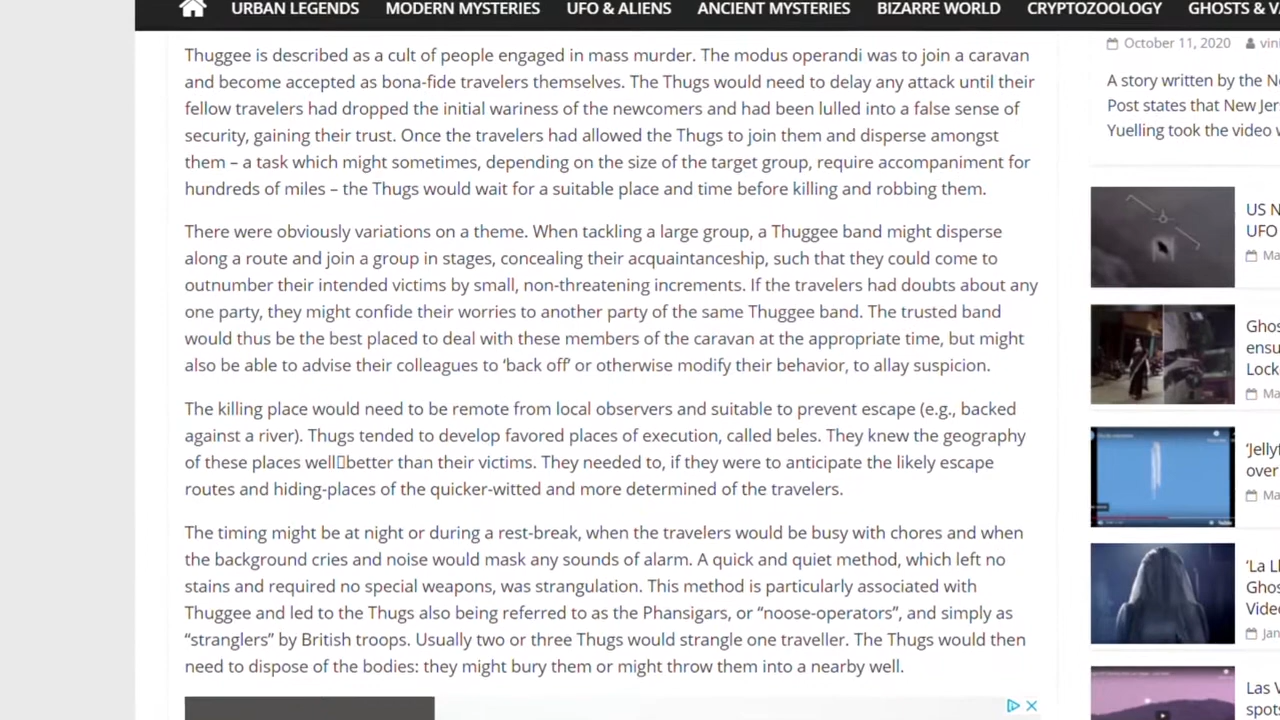 URBAN LEGENDS MODERN MYSTERIES UFO & ALIENS ANCIENT MYSTERIES BIZARRE WORLD CRYPTOZOOLOGY GHOSTS &
Thuggee is described as a cult of people engaged in mass murder. The modus operandi was to join a caravan
and become accepted as bona-fide travelers themselves. The Thugs would need to delay any attack until their
fellow travelers had dropped the initial wariness of the newcomers and had been lulled into a false sense of
security, gaining their trust. Once the travelers had allowed the Thugs to join them and disperse amongst
them – a task which might sometimes, depending on the size of the target group, require accompaniment for
hundreds of miles – the Thugs would wait for a suitable place and time before killing and robbing them.
There were obviously variations on a theme. When tackling a large group, a Thuggee band might disperse
along a route and join a group in stages, concealing their acquaintanceship, such that they could come to
outnumber their intended victims by small, non-threatening increments. If the travelers had doubts about any
one party, they might confide their worries to another party of the same Thuggee band. The trusted band
would thus be the best placed to deal with these members of the caravan at the appropriate time, but might
also be able to advise their colleagues to ‘back off’ or otherwise modify their behavior, to allay suspicion.
The killing place would need to be remote from local observers and suitable to prevent escape (e.g., backed
against a river). Thugs tended to develop favored places of execution, called beles. They knew the geography
of these places well▯better than their victims. They needed to, if they were to anticipate the likely escape
routes and hiding-places of the quicker-witted and more determined of the travelers.
The timing might be at night or during a rest-break, when the travelers would be busy with chores and when
the background cries and noise would mask any sounds of alarm. A quick and quiet method, which left no
stains and required no special weapons, was strangulation. This method is particularly associated with
Thuggee and led to the Thugs also being referred to as the Phansigars, or “noose-operators”, and simply as
“stranglers” by British troops. Usually two or three Thugs would strangle one traveller. The Thugs would then
need to dispose of the bodies: they might bury them or might throw them into a nearby well.
October 11, 2020 vin
A story written by the Ne
Post states that New Jer
Yuelling took the video
US N
UFO
Ma
Ghos
ensu
Lock
Ma
‘Jellyf
over
Ma
‘La Ll
Ghos
Vide
Jan
Las V
spots